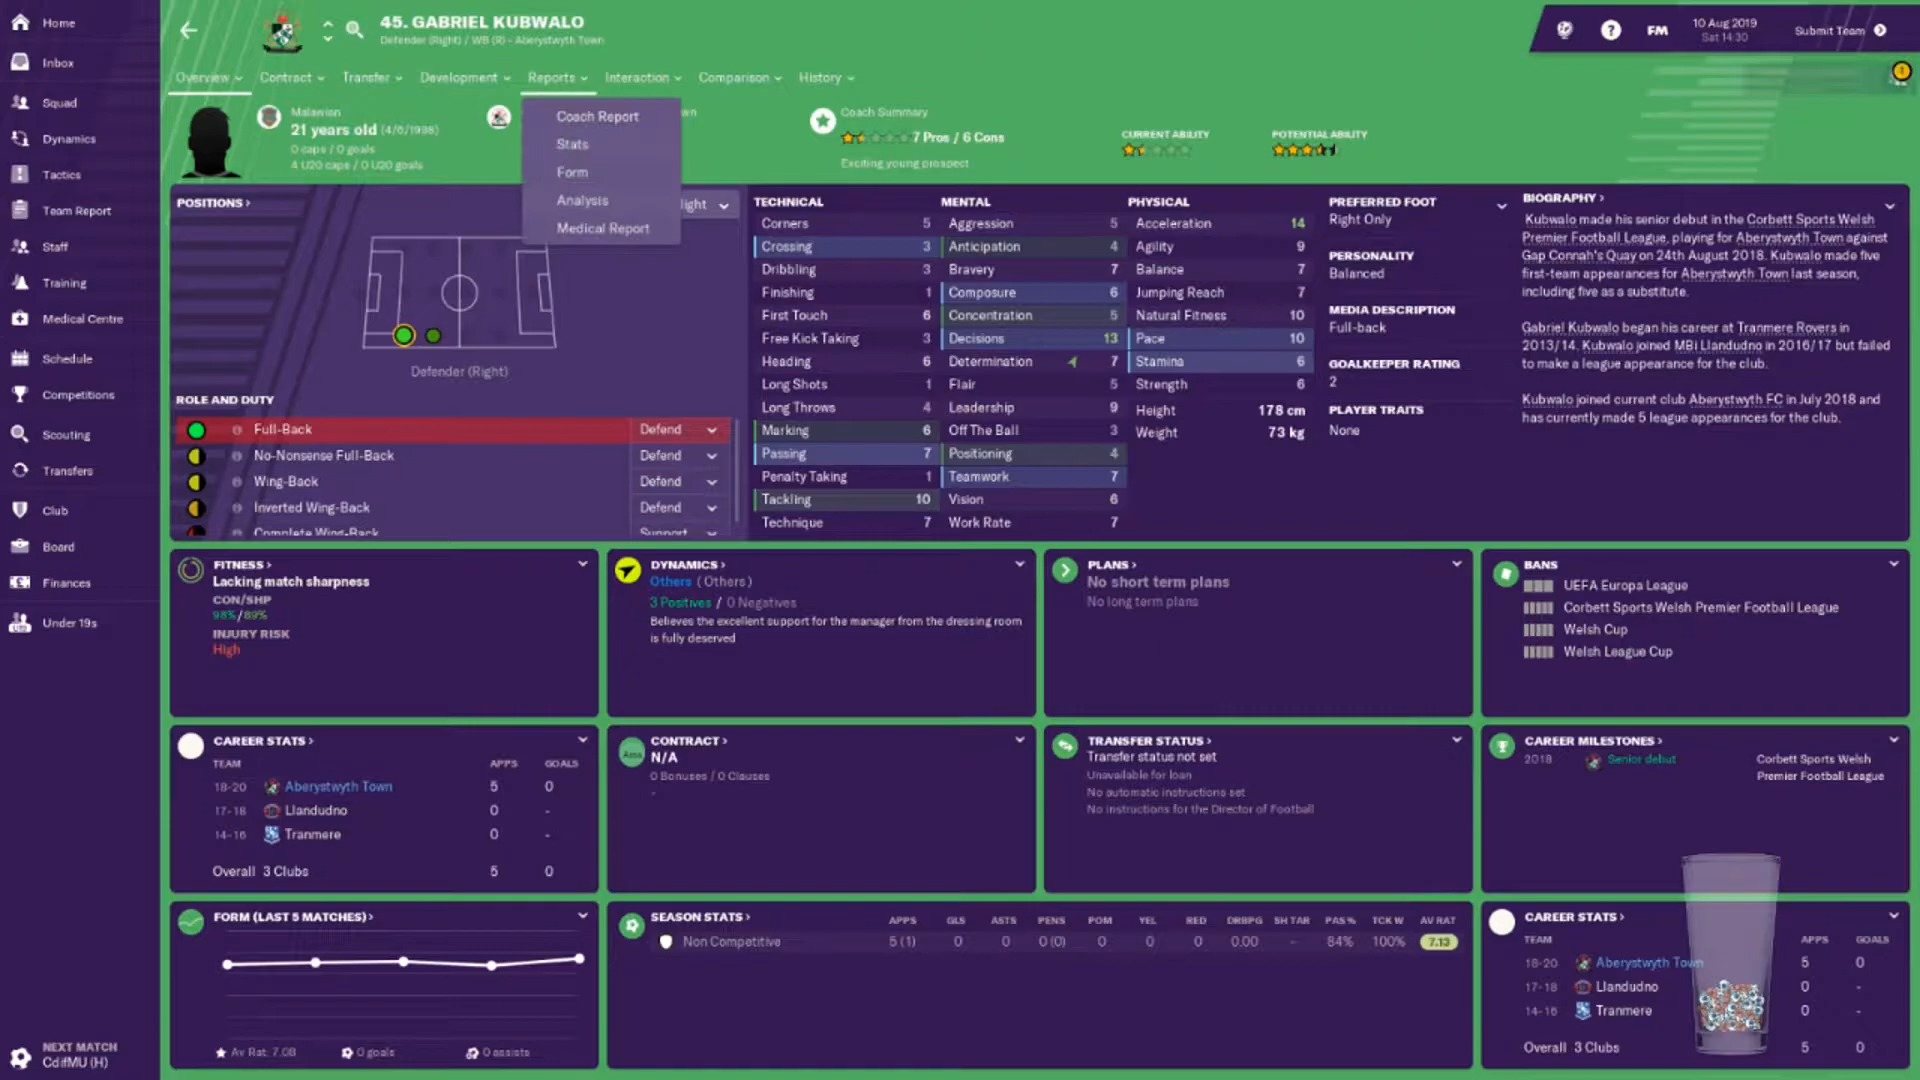 Home
Inbox
Squad
Dynamics
Tactics
Team Report
Staff
Training
Medical Centre
Schedule
Competitions
Scouting
Transfers
Club
Board
Finances
Under 19s
NEXT MATCH
CdifMU (H)
45. GABRIEL KUBWALO
Defender (Right) / WB (R) - Aberystwyth Town
FM
10 Aug 2019
Sat 14:30
Submit Team
Overview
Contract
Transfer
Development
Reports
Interaction
Comparison
History
Coach Report
Stats
Form
Analysis
Medical Report
Malawian
21 years old (4/6/1998)
0 caps / 0 goals
4 U20 caps / 0 U20 goals
wn
Coach Summary
7 Pros / 6 Cons
Exciting young prospect
CURRENT ABILITY
POTENTIAL ABILITY
POSITIONS >
light
Defender (Right)
ROLE AND DUTY
Full-Back Defend
No-Nonsense Full-Back Defend
Wing-Back Defend
Inverted Wing-Back Defend
Complete Wing-Back Support
TECHNICAL
Corners 5
Crossing 3
Dribbling 3
Finishing 1
First Touch 6
Free Kick Taking 3
Heading 6
Long Shots 1
Long Throws 4
Marking 6
Passing 7
Penalty Taking 1
Tackling 10
Technique 7
MENTAL
Aggression 5
Anticipation 4
Bravery 7
Composure 6
Concentration 5
Decisions 13
Determination 7
Flair 5
Leadership 9
Off The Ball 3
Positioning 4
Teamwork 7
Vision 6
Work Rate 7
PHYSICAL
Acceleration 14
Agility 9
Balance 7
Jumping Reach 7
Natural Fitness 10
Pace 10
Stamina 6
Strength 6
Height 178 cm
Weight 73 kg
PREFERRED FOOT
Right Only
PERSONALITY
Balanced
MEDIA DESCRIPTION
Full-back
GOALKEEPER RATING
2
PLAYER TRAITS
None
BIOGRAPHY >
Kubwalo made his senior debut in the Corbett Sports Welsh
Premier Football League, playing for Aberystwyth Town against
Gap Connah's Quay on 24th August 2018. Kubwalo made five
first-team appearances for Aberystwyth Town last season,
including five as a substitute.
Gabriel Kubwalo began his career at Tranmere Rovers in
2013/14. Kubwalo joined MBi Llandudno in 2016/17 but failed
to make a league appearance for the club.
Kubwalo joined current club Aberystwyth FC in July 2018 and
has currently made 5 league appearances for the club.
FITNESS >
Lacking match sharpness
CON/SHP
98%/89%
INJURY RISK
High
DYNAMICS >
Others (Others)
3 Positives / 0 Negatives
Believes the excellent support for the manager from the dressing room
is fully deserved
PLANS >
No short term plans
No long term plans
BANS
UEFA Europa League
Corbett Sports Welsh Premier Football League
Welsh Cup
Welsh League Cup
CAREER STATS >
TEAM APPS GOALS
18-20 Aberystwyth Town 5 0
17-18 Llandudno 0 -
14-16 Tranmere 0 -
Overall 3 Clubs 5 0
Ama
CONTRACT >
N/A
0 Bonuses / 0 Clauses
-
TRANSFER STATUS >
Transfer status not set
Unavailable for loan
No automatic instructions set
No instructions for the Director of Football
CAREER MILESTONES >
2018 Senior debut Corbett Sports Welsh
Premier Football League
FORM (LAST 5 MATCHES) >
Av Rat: 7.08 0 goals 0 assists
SEASON STATS >
APPS GLS ASTS PENS POM YEL RED DRBPG SH TAR PAS % TCK W AV RAT
Non Competitive 5 (1) 0 0 0 (0) 0 0 0 0.00 - 84% 100% 7.13
CAREER STATS >
TEAM APPS GOALS
18-20 Aberystwyth Town 5 0
17-18 Llandudno 0 -
14-16 Tranmere 0 -
Overall 3 Clubs 5 0